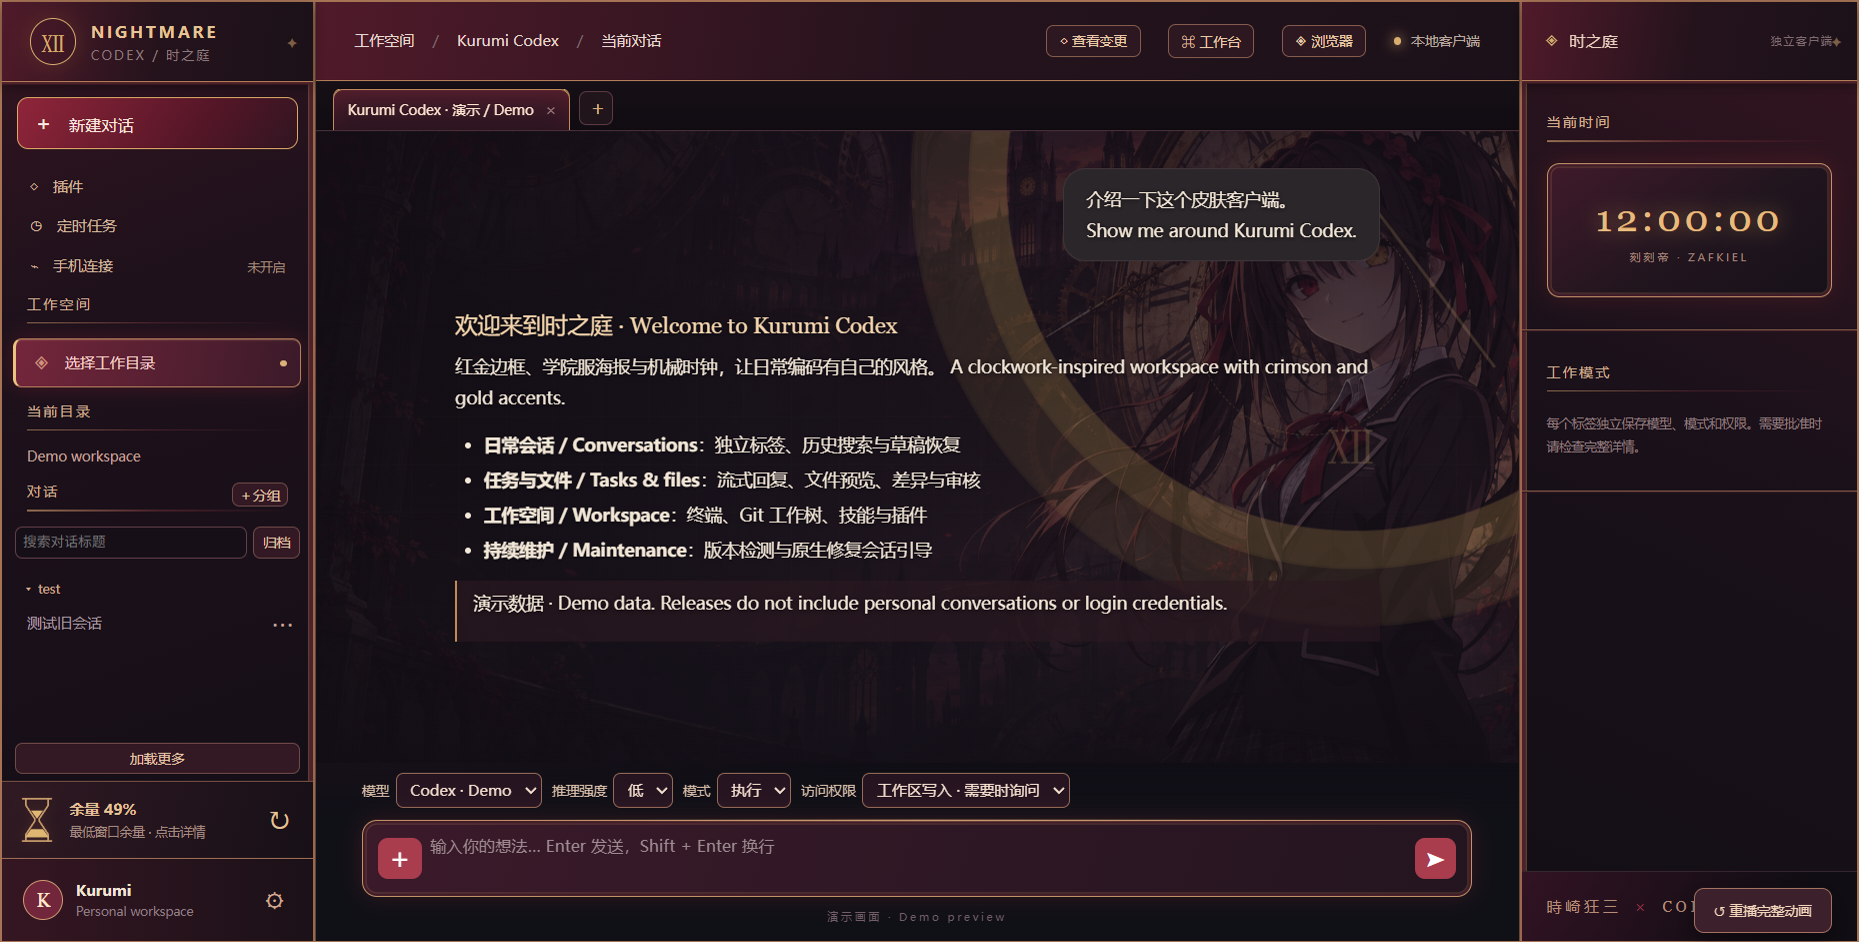 XII
NIGHTMARE
CODEX / 时之庭
+ 新建对话
插件
定时任务
手机连接 未开启
工作空间
选择工作目录
当前目录
Demo workspace
对话 +分组
搜索对话标题 归档
test
测试旧会话 ...
加载更多
余量 49%
最低窗口余量 · 点击详情
K
Kurumi
Personal workspace
工作空间 / Kurumi Codex / 当前对话
查看变更
⌘ 工作台
浏览器
本地客户端
Kurumi Codex · 演示 / Demo ×
+
介绍一下这个皮肤客户端。
Show me around Kurumi Codex.
欢迎来到时之庭 · Welcome to Kurumi Codex
红金边框、学院服海报与机械时钟，让日常编码有自己的风格。 A clockwork-inspired workspace with crimson and
gold accents.
• 日常会话 / Conversations：独立标签、历史搜索与草稿恢复
• 任务与文件 / Tasks & files：流式回复、文件预览、差异与审核
• 工作空间 / Workspace：终端、Git 工作树、技能与插件
• 持续维护 / Maintenance：版本检测与原生修复会话引导
演示数据 · Demo data. Releases do not include personal conversations or login credentials.
XII
模型 Codex · Demo 推理强度 低 模式 执行 访问权限 工作区写入 · 需要时询问
+ 输入你的想法... Enter 发送，Shift + Enter 换行
演示画面 · Demo preview
时之庭 独立客户端
当前时间
12:00:00
刻刻帝 · ZAFKIEL
工作模式
每个标签独立保存模型、模式和权限。需要批准时
请检查完整详情。
時崎狂三 × CO
重播完整动画